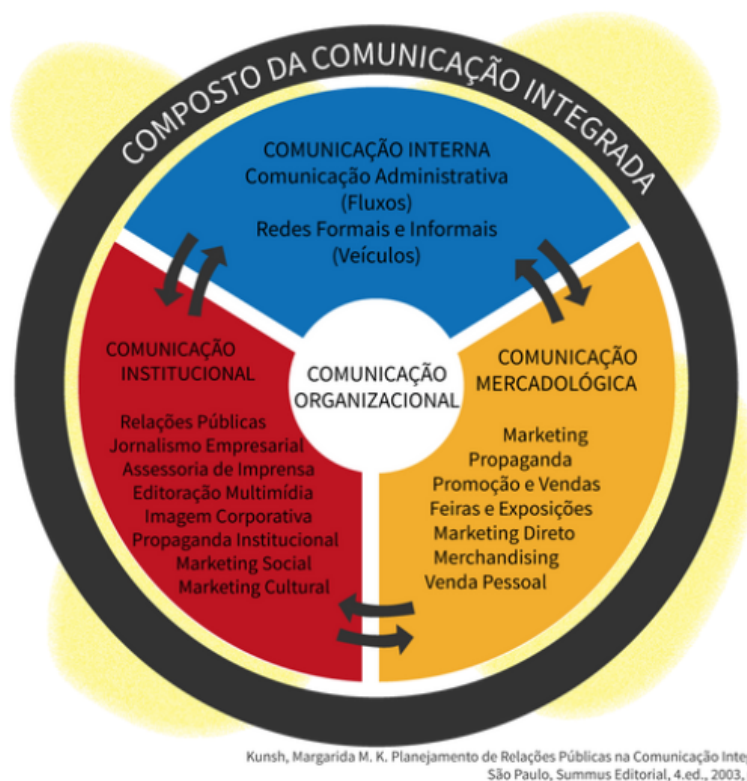 COMPOSTO DA COMUNICAÇÃO INTEGRADA
COMUNICAÇÃO INTERNA
Comunicação Administrativa
(Fluxos)
Redes Formais e Informais
(Veículos)
COMUNICAÇÃO
INSTITUCIONAL
Relações Públicas
Jornalismo Empresarial
Assessoria de Imprensa
Editoração Multimídia
Imagem Corporativa
Propaganda Institucional
Marketing Social
Marketing Cultural
COMUNICAÇÃO
ORGANIZACIONAL
COMUNICAÇÃO
MERCADOLÓGICA
Marketing
Propaganda
Promoção e Vendas
Feiras e Exposições
Marketing Direto
Merchandising
Venda Pessoal
Kunsh, Margarida M. K. Planejamento de Relações Públicas na Comunicação
São Paulo, Summus Editorial, 4.ed., 2003,